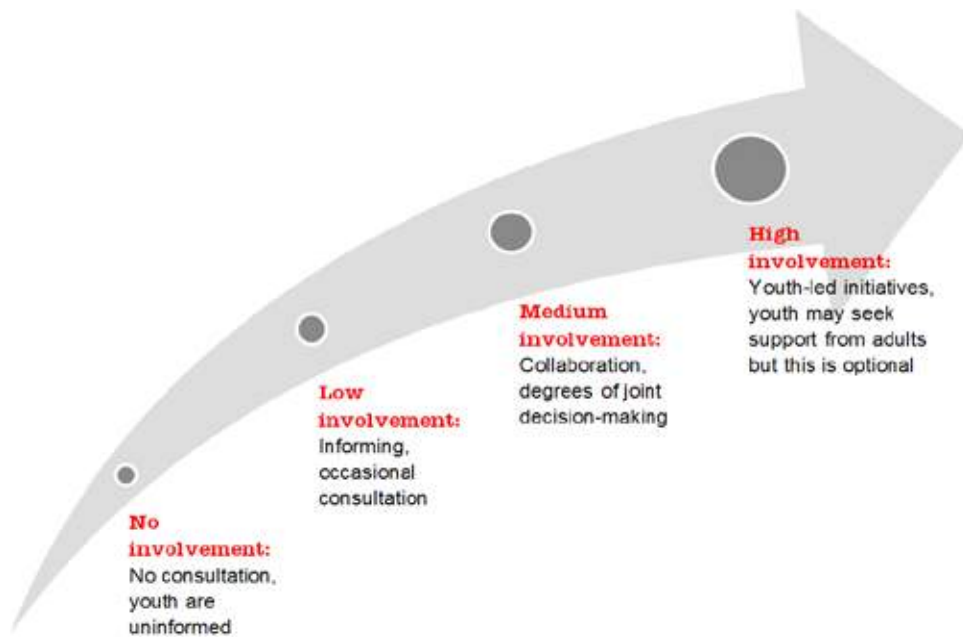 No
involvement:
No consultation,
youth are
uninformed
Low
involvement:
Informing,
occasional
consultation
Medium
involvement:
Collaboration,
degrees of joint
decision-making
High
involvement:
Youth-led initiatives,
youth may seek
support from adults
but this is optional